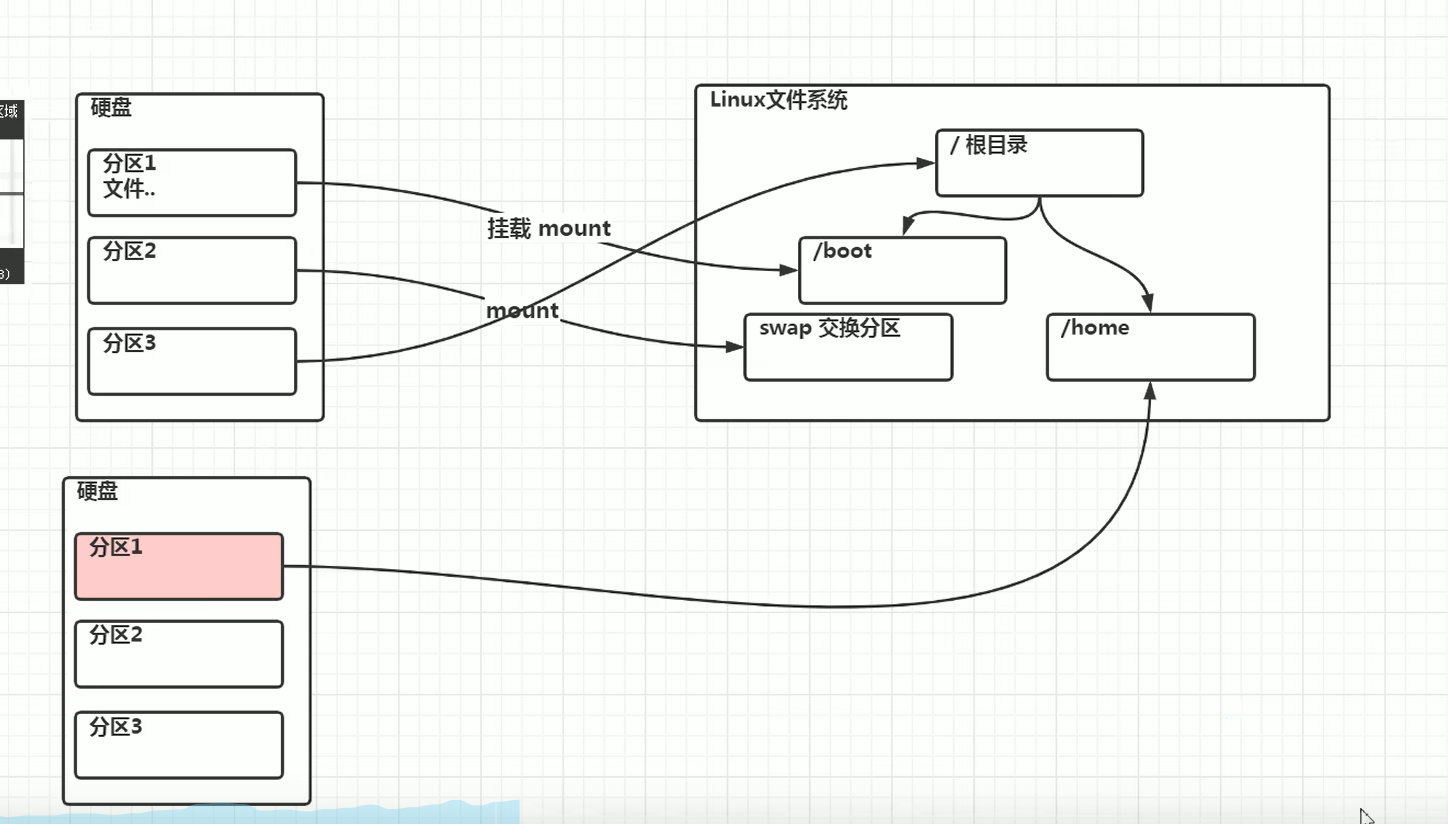 区域
硬盘
分区1
文件..
分区2
分区3
挂载 mount
mount
Linux文件系统
/ 根目录
/boot
swap 交换分区
/home
硬盘
分区1
分区2
分区3